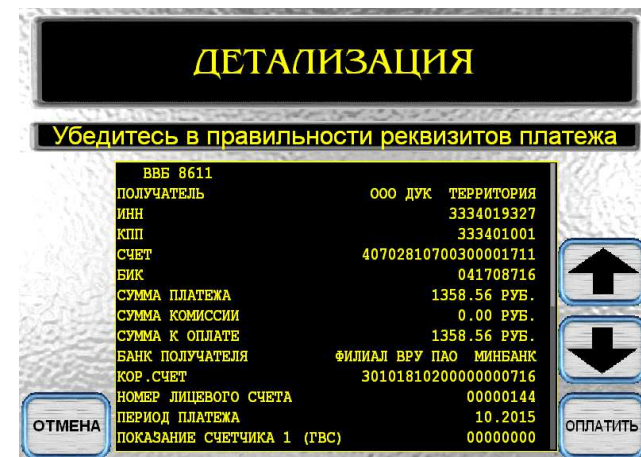 ДЕТАЛИЗАЦИЯ
Убедитесь в правильности реквизитов платежа
ВВБ 8611
ПОЛУЧАТЕЛЬ ООО ДУК ТЕРРИТОРИЯ
ИНН 3334019327
КПП 333401001
СЧЕТ 40702810700300001711
БИК 041708716
СУММА ПЛАТЕЖА 1358.56 РУБ.
СУММА КОМИССИИ 0.00 РУБ.
СУММА К ОПЛАТЕ 1358.56 РУБ.
БАНК ПОЛУЧАТЕЛЯ ФИЛИАЛ ВРУ ПАО МИНБАНК
КОР.СЧЕТ 30101810200000000716
НОМЕР ЛИЦЕВОГО СЧЕТА 00000144
ПЕРИОД ПЛАТЕЖА 10.2015
ПОКАЗАНИЕ СЧЕТЧИКА 1 (ГВС) 00000000
ОТМЕНА
ОПЛАТИТЬ